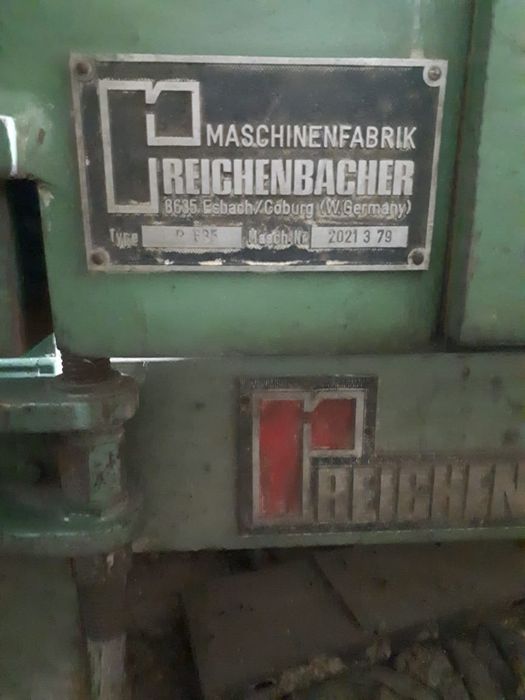 MASCHINENFABRIK
REICHENBACHER
8635 Esbach/Coburg (W.Germany)
Type Masch.Nr. 2021 3 79
REICHEN